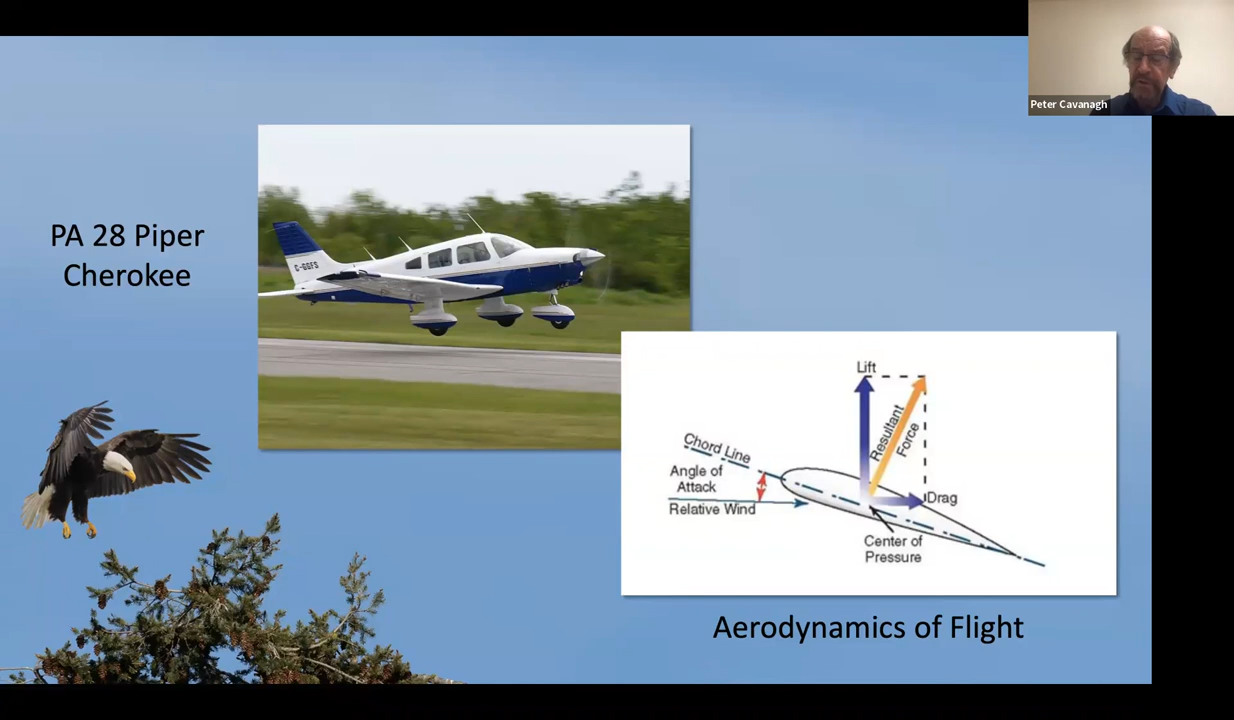 Peter Cavanagh
PA 28 Piper
Cherokee
C-GGFS
Lift
Resultant
Force
Chord Line
Angle of
Attack
Relative Wind
Drag
Center of
Pressure
Aerodynamics of Flight